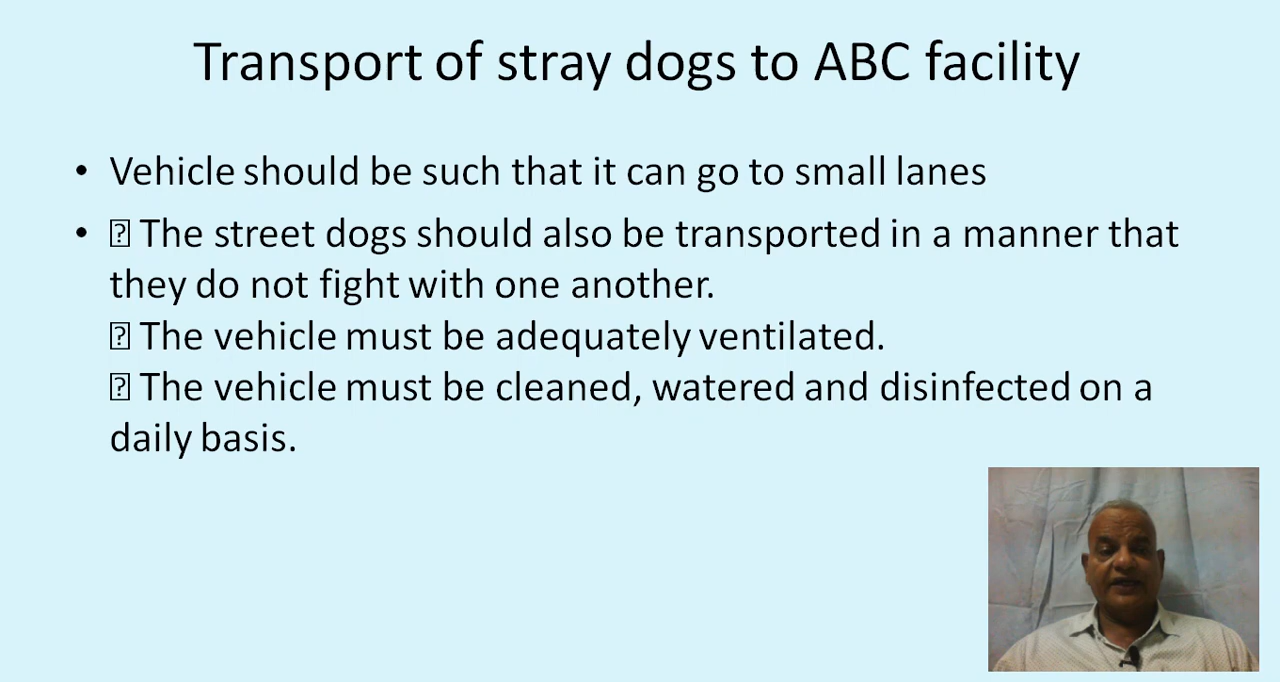 Transport of stray dogs to ABC facility
• Vehicle should be such that it can go to small lanes
• ⍰ The street dogs should also be transported in a manner that
they do not fight with one another.
⍰ The vehicle must be adequately ventilated.
⍰ The vehicle must be cleaned, watered and disinfected on a
daily basis.